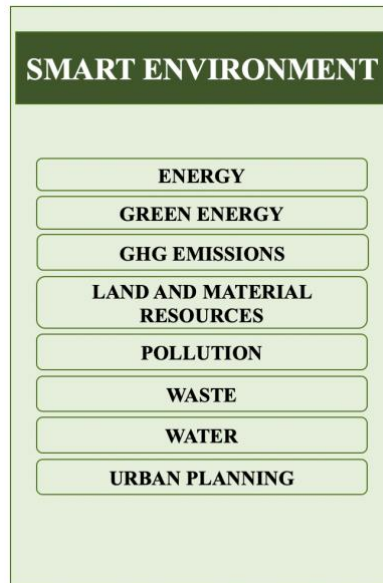 SMART ENVIRONMENT
ENERGY
GREEN ENERGY
GHG EMISSIONS
LAND AND MATERIAL
RESOURCES
POLLUTION
WASTE
WATER
URBAN PLANNING